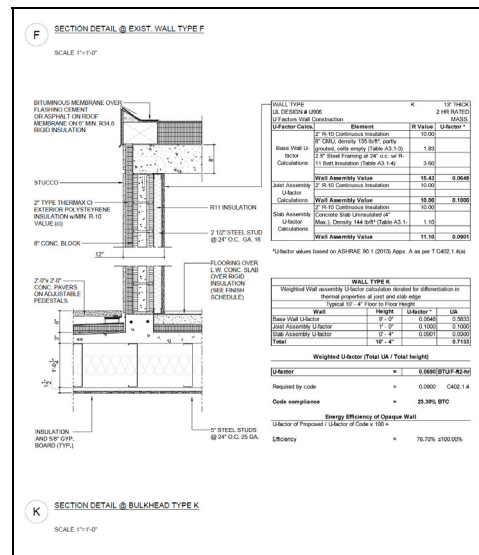 F
SECTION DETAIL @ EXIST. WALL TYPE F
SCALE 1"=1'-0"
BITUMINOUS MEMBRANE OVER
FLASHING CEMENT
OR ASPHALT ON ROOF
MEMBRANE ON 6" MIN. R34.8
RIGID INSULATION
8"
STUCCO
2" TYPE THERMAX CI
EXTERIOR POLYSTEYRENE
INSULATION w/MIN. R-10
VALUE (ci)
8" CONC. BLOCK
R11 INSULATION
2 1/2" STEEL STUD
@ 24" O.C. GA. 16
12"
FLOORING OVER
L.W. CONC. SLAB
OVER RIGID
INSULATION
(SEE FINISH
SCHEDULE)
2'-0"x 2'-0"
CONC. PAVERS
ON ADJUSTABLE
PEDESTALS.
INSULATION
AND 5/8" GYP.
BOARD (TYP.)
5" STEEL STUDS
@ 24" O.C. 25 GA.
WALL TYPE K 13" THICK
UL DESIGN # U906 2 HR RATED
U Factors Wall Construction MASS.
U-Factor Calcs. Element R Value U-factor *
2" R-10 Continuous Insulation 10.00
Base Wall U-factor Calculations
8" CMU, density 135 lb/ft³, partly
grouted, cells empty (Table A3.1-3) 1.83
2.5" Steel Framing at 24" o.c. w/ R-
11 Batt Insulation (Table A3.1-4) 3.60
Wall Assembly Value 15.43 0.0648
Joist Assembly U-factor Calculations
2" R-10 Continuous Insulation 10.00
Wall Assembly Value 10.00 0.1000
Slab Assembly U-factor Calculations
2" R-10 Continuous Insulation 10.00
Concrete Slab Uninsulated (4"
Max.), Density 144 lb/ft³ (Table A3.1- 1.10
Wall Assembly Value 11.10 0.0901
*U-factor values based on ASHRAE 90.1 (2013) Appx. A as per T C402.1.4(a)
WALL TYPE K
Weighted Wall assembly U-factor calculation derated for differentiation in
thermal properties at joist and slab edge
Typical 10' - 4" Floor to Floor Height
Wall Height U-factor * UA
Base Wall U-factor 9' - 0" 0.0648 0.5833
Joist Assembly U-factor 1' - 0" 0.1000 0.1000
Slab Assembly U-factor 0' - 4" 0.0901 0.0300
Total 10' - 4" 0.7133
Weighted U-factor (Total UA / Total height)
U-factor = 0.0690 BTU/F-ft2-hr
Required by code = 0.0900 C402.1.4
Code compliance = 23.30% BTC
Energy Efficiency of Opaque Wall
U-factor of Proposed / U-factor of Code x 100 =
Efficiency = 76.70% ≤100.00%
K
SECTION DETAIL @ BULKHEAD TYPE K
SCALE 1"=1'-0"